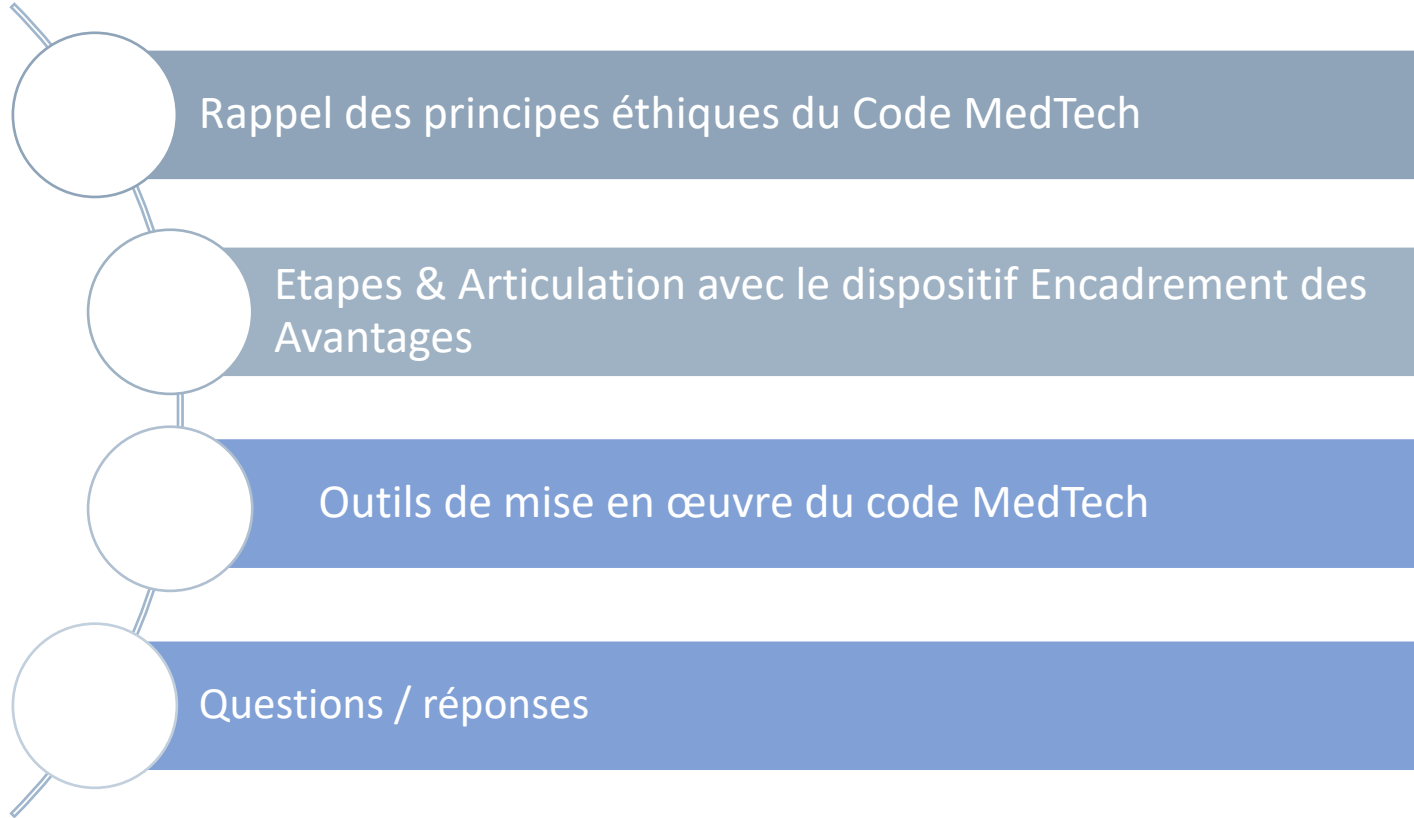 Rappel des principes éthiques du Code MedTech
Etapes & Articulation avec le dispositif Encadrement des
Avantages
Outils de mise en œuvre du code MedTech
Questions / réponses